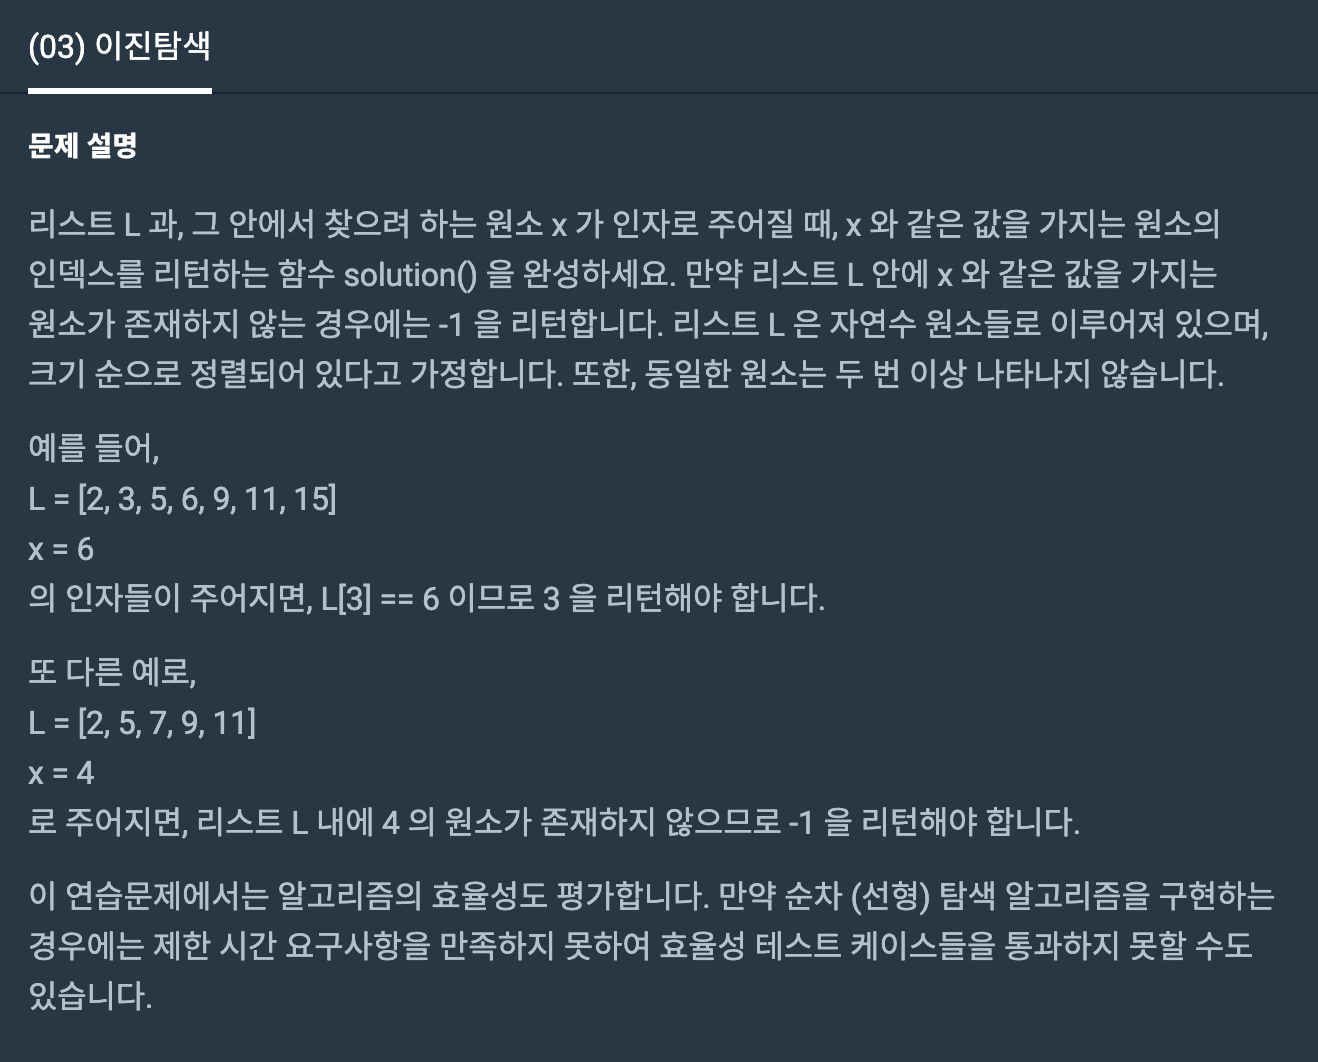 (03) 이진탐색
문제 설명
리스트 L 과, 그 안에서 찾으려 하는 원소 x 가 인자로 주어질 때, x 와 같은 값을 가지는 원소의
인덱스를 리턴하는 함수 solution() 을 완성하세요. 만약 리스트 L 안에 x 와 같은 값을 가지는
원소가 존재하지 않는 경우에는 -1 을 리턴합니다. 리스트 L 은 자연수 원소들로 이루어져 있으며,
크기 순으로 정렬되어 있다고 가정합니다. 또한, 동일한 원소는 두 번 이상 나타나지 않습니다.
예를 들어,
L = [2, 3, 5, 6, 9, 11, 15]
x = 6
의 인자들이 주어지면, L[3] == 6 이므로 3 을 리턴해야 합니다.
또 다른 예로,
L = [2, 5, 7, 9, 11]
x = 4
로 주어지면, 리스트 L 내에 4 의 원소가 존재하지 않으므로 -1 을 리턴해야 합니다.
이 연습문제에서는 알고리즘의 효율성도 평가합니다. 만약 순차 (선형) 탐색 알고리즘을 구현하는
경우에는 제한 시간 요구사항을 만족하지 못하여 효율성 테스트 케이스들을 통과하지 못할 수도
있습니다.